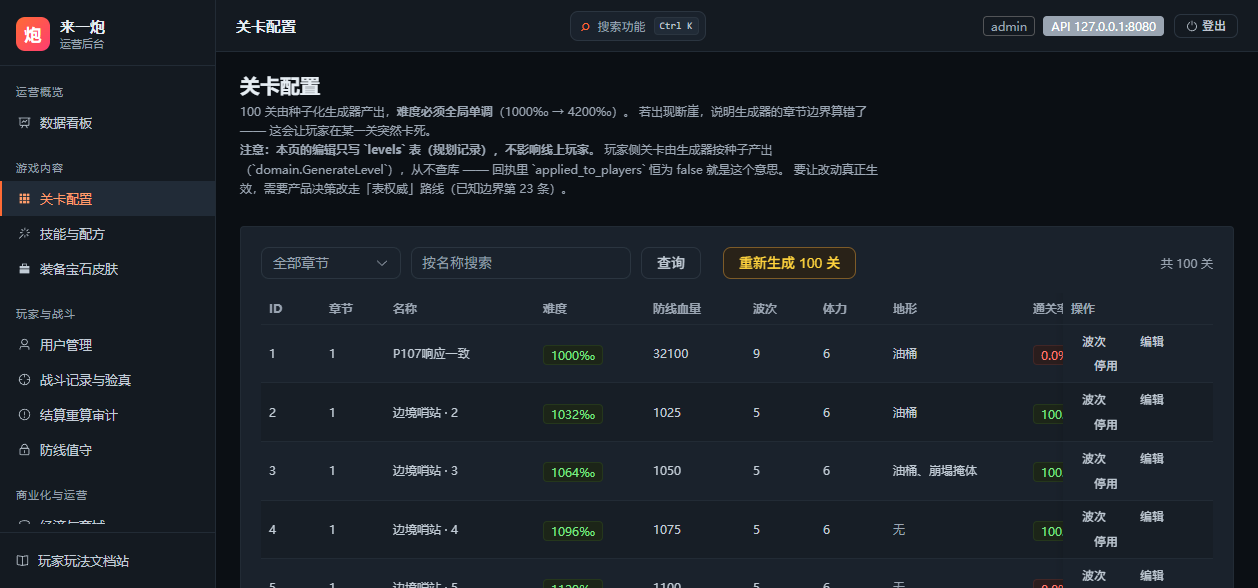 炮
来一炮
运营后台
关卡配置
搜索功能 Ctrl K
admin
API 127.0.0.1:8080
登出
运营概览
数据看板
游戏内容
关卡配置
技能与配方
装备宝石皮肤
玩家与战斗
用户管理
战斗记录与验真
结算重算审计
防线值守
商业化与运营
玩家玩法文档站
关卡配置
100 关由种子化生成器产出，难度必须全局单调（1000‰ → 4200‰）。 若出现断崖，说明生成器的章节边界算错了
—— 这会让玩家在某一关突然卡死。
注意：本页的编辑只写 `levels` 表（规划记录），不影响线上玩家。 玩家侧关卡由生成器按种子产出
（`domain.GenerateLevel`），从不查库 —— 回执里 `applied_to_players` 恒为 false 就是这个意思。 要让改动真正生
效，需要产品决策改走「表权威」路线（已知边界第 23 条）。
全部章节 按名称搜索 查询 重新生成 100 关 共 100 关
ID 章节 名称 难度 防线血量 波次 体力 地形 通关率 操作
1 1 P107响应一致 1000‰ 32100 9 6 油桶 0.0% 波次 编辑
停用
2 1 边境哨站 · 2 1032‰ 1025 5 6 油桶 100 波次 编辑
停用
3 1 边境哨站 · 3 1064‰ 1050 5 6 油桶、崩塌掩体 100 波次 编辑
停用
4 1 边境哨站 · 4 1096‰ 1075 5 6 无 100 波次 编辑
停用
5 1 边境哨站 · 5 1100 5 6 无 波次 编辑